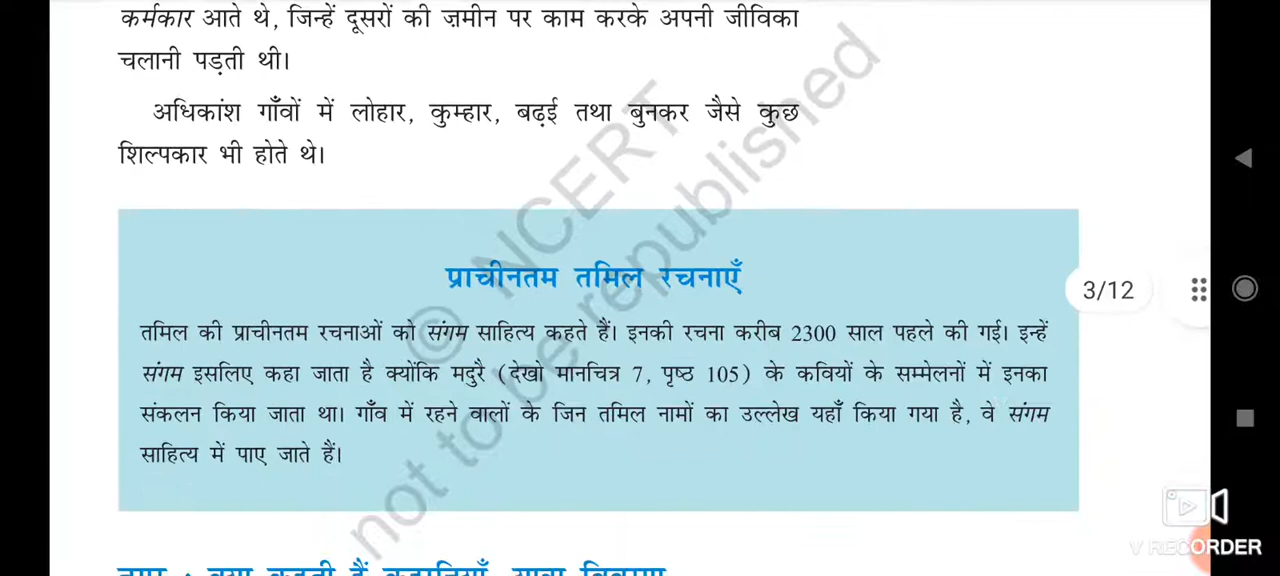 कर्मकार आते थे, जिन्हें दूसरों की ज़मीन पर काम करके अपनी जीविका
चलानी पड़ती थी।
अधिकांश गाँवों में लोहार, कुम्हार, बढ़ई तथा बुनकर जैसे कुछ
शिल्पकार भी होते थे।
© NCERT
not to be republished
प्राचीनतम तमिल रचनाएँ
3/12
तमिल की प्राचीनतम रचनाओं को संगम साहित्य कहते हैं। इनकी रचना करीब 2300 साल पहले की गई। इन्हें
संगम इसलिए कहा जाता है क्योंकि मदुरै (देखो मानचित्र 7, पृष्ठ 105) के कवियों के सम्मेलनों में इनका
संकलन किया जाता था। गाँव में रहने वालों के जिन तमिल नामों का उल्लेख यहाँ किया गया है, वे संगम
साहित्य में पाए जाते हैं।
V RECORDER